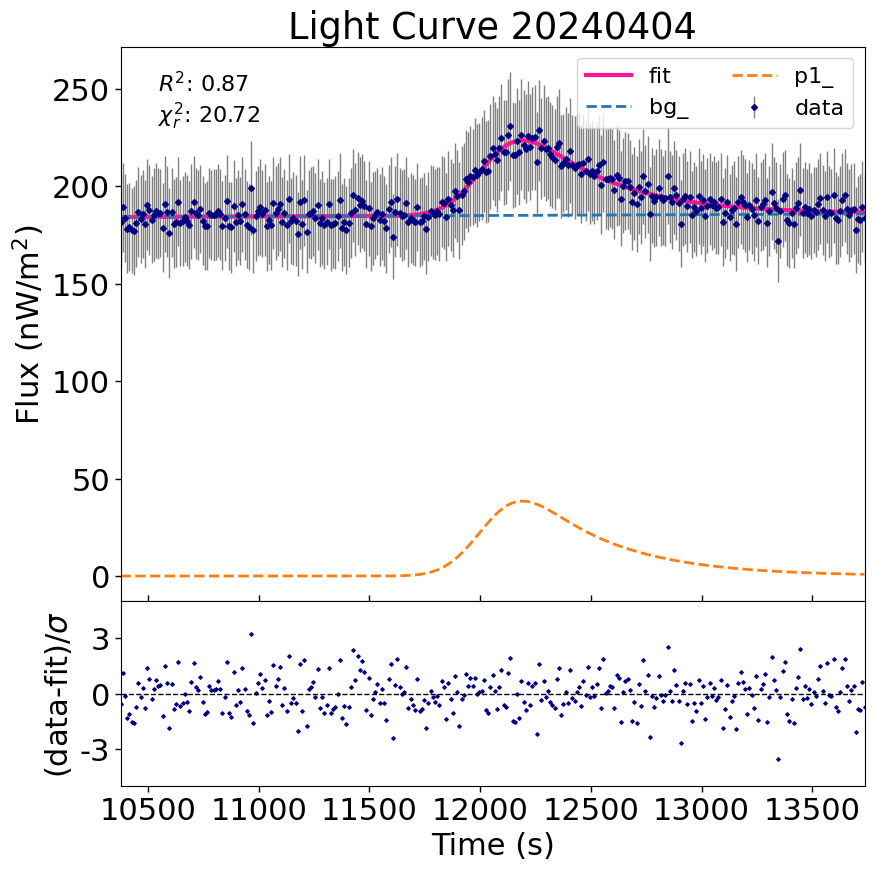 Light Curve 20240404
R²: 0.87
χ²ᵣ: 20.72
fit
bg_
p1_
data
Flux (nW/m²)
250
200
150
100
50
0
(data-fit)/σ
3
0
-3
10500 11000 11500 12000 12500 13000 13500
Time (s)